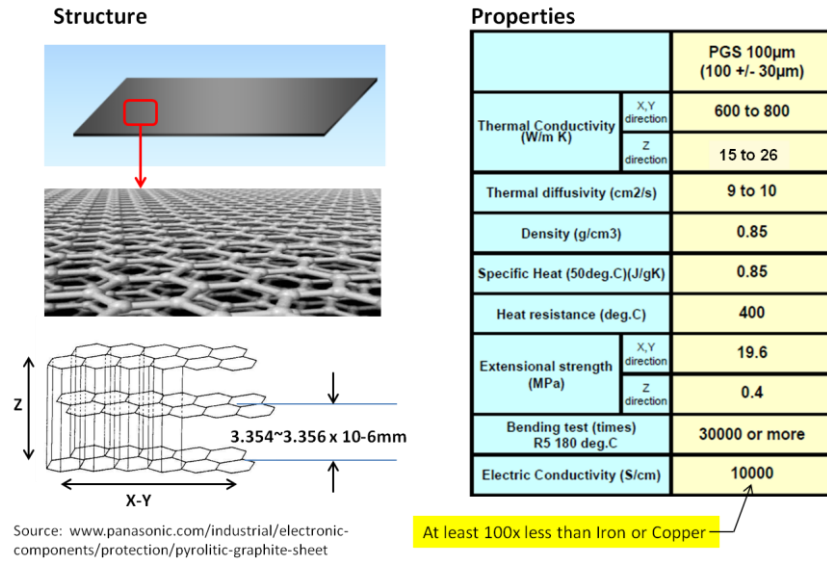 Structure
Z
3.354~3.356 x 10-6mm
X-Y
Source: www.panasonic.com/industrial/electronic-
components/protection/pyrolitic-graphite-sheet
Properties
PGS 100μm
(100 +/- 30μm)
Thermal Conductivity
(W/m K)
X,Y
direction
600 to 800
Z
direction
15 to 26
Thermal diffusivity (cm2/s)
9 to 10
Density (g/cm3)
0.85
Specific Heat (50deg.C)(J/gK)
0.85
Heat resistance (deg.C)
400
Extensional strength
(MPa)
X,Y
direction
19.6
Z
direction
0.4
Bending test (times)
R5 180 deg.C
30000 or more
Electric Conductivity (S/cm)
10000
At least 100x less than Iron or Copper